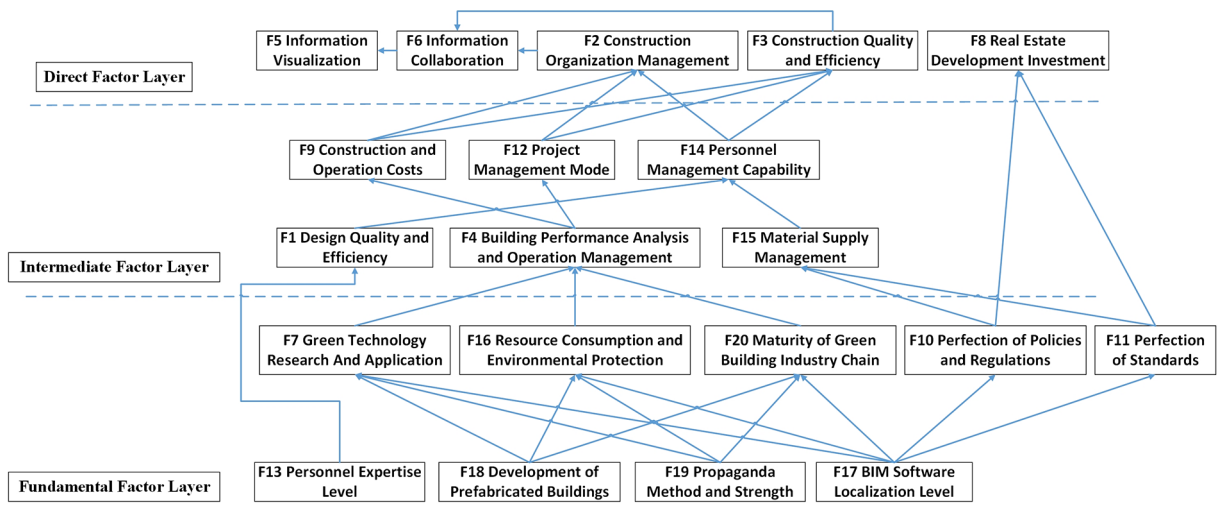 F5 Information
Visualization
F6 Information
Collaboration
F2 Construction
Organization Management
F3 Construction Quality
and Efficiency
F8 Real Estate
Development Investment
Direct Factor Layer
F9 Construction and
Operation Costs
F12 Project
Management Mode
F14 Personnel
Management Capability
F1 Design Quality and
Efficiency
F4 Building Performance Analysis
and Operation Management
F15 Material Supply
Management
Intermediate Factor Layer
F7 Green Technology
Research And Application
F16 Resource Consumption and
Environmental Protection
F20 Maturity of Green
Building Industry Chain
F10 Perfection of Policies
and Regulations
F11 Perfection
of Standards
F13 Personnel Expertise
Level
F18 Development of
Prefabricated Buildings
F19 Propaganda
Method and Strength
F17 BIM Software
Localization Level
Fundamental Factor Layer